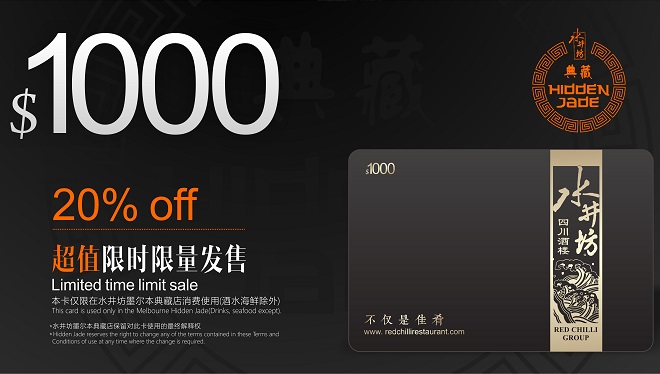 $1000
水井坊
典藏
HIDDEN
JADE
$1000
20% off
超值限时限量发售
Limited time limit sale
本卡仅限在水井坊墨尔本典藏店消费使用(酒水海鲜除外)
This card is used only in the Melbourne Hidden Jade(Drinks, seafood except).
•水井坊墨尔本典藏店保留对此卡使用的最终解释权
•Hidden Jade reserves the right to change any of the terms contained in these Terms and
Conditions of use at any time where the change is required.
水井坊
四川酒楼
RED CHILLI
GROUP
不仅是佳肴
www. redchillirestaurant.com